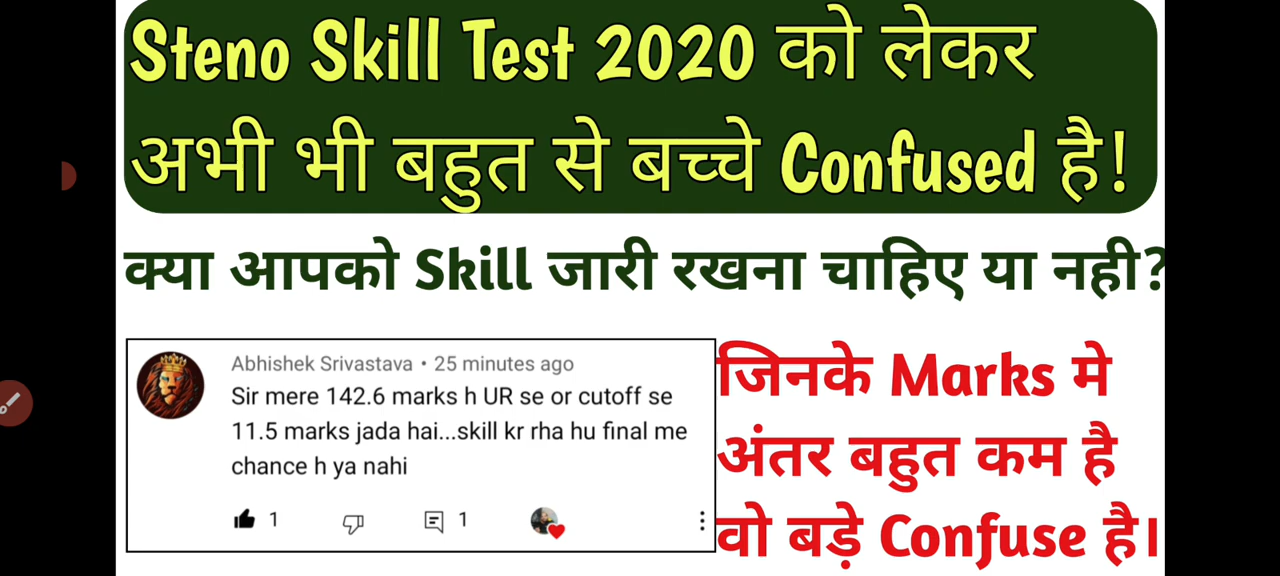 Steno Skill Test 2020 को लेकर
अभी भी बहुत से बच्चे Confused है!
क्या आपको Skill जारी रखना चाहिए या नही?
Abhishek Srivastava • 25 minutes ago
Sir mere 142.6 marks h UR se or cutoff se
11.5 marks jada hai...skill kr rha hu final me
chance h ya nahi
1 1
जिनके Marks मे
अंतर बहुत कम है
वो बड़े Confuse है।